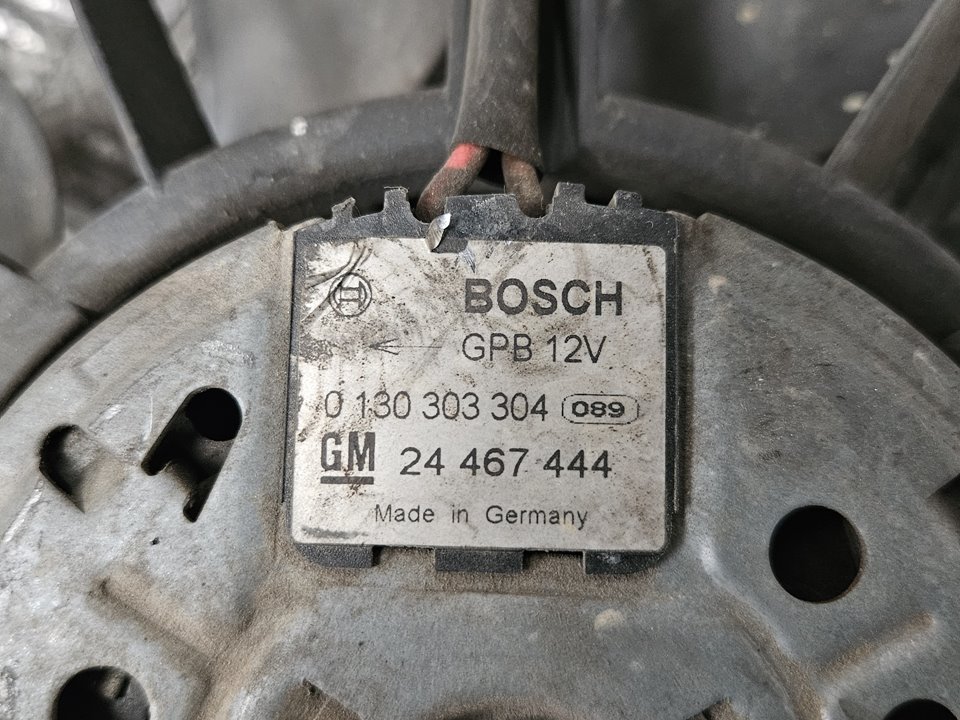 BOSCH
GPB 12V
0 130 303 304 089
GM 24 467 444
Made in Germany